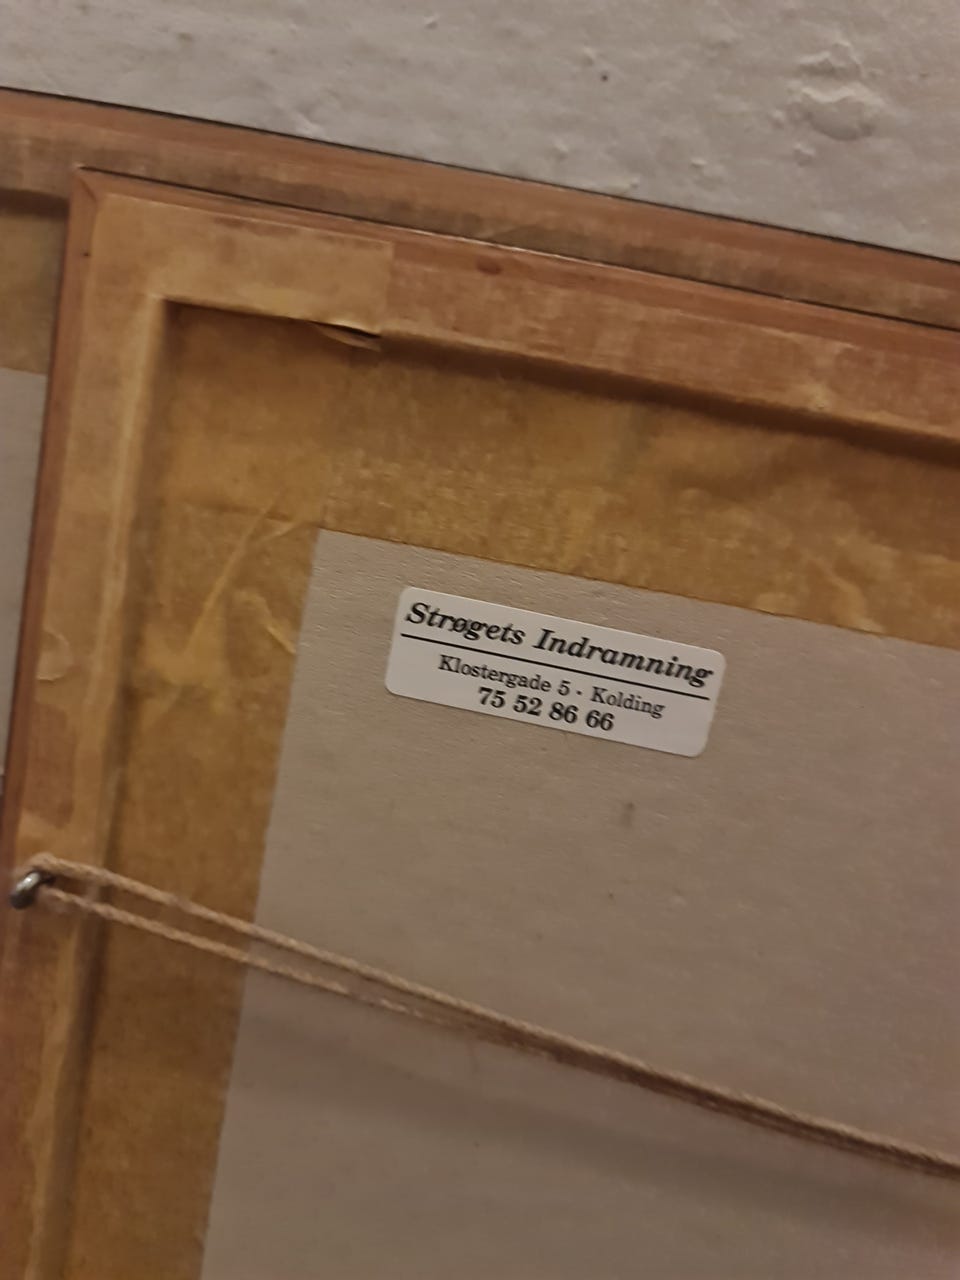 Strøgets Indramning
Klostergade 5 · Kolding
75 52 86 66